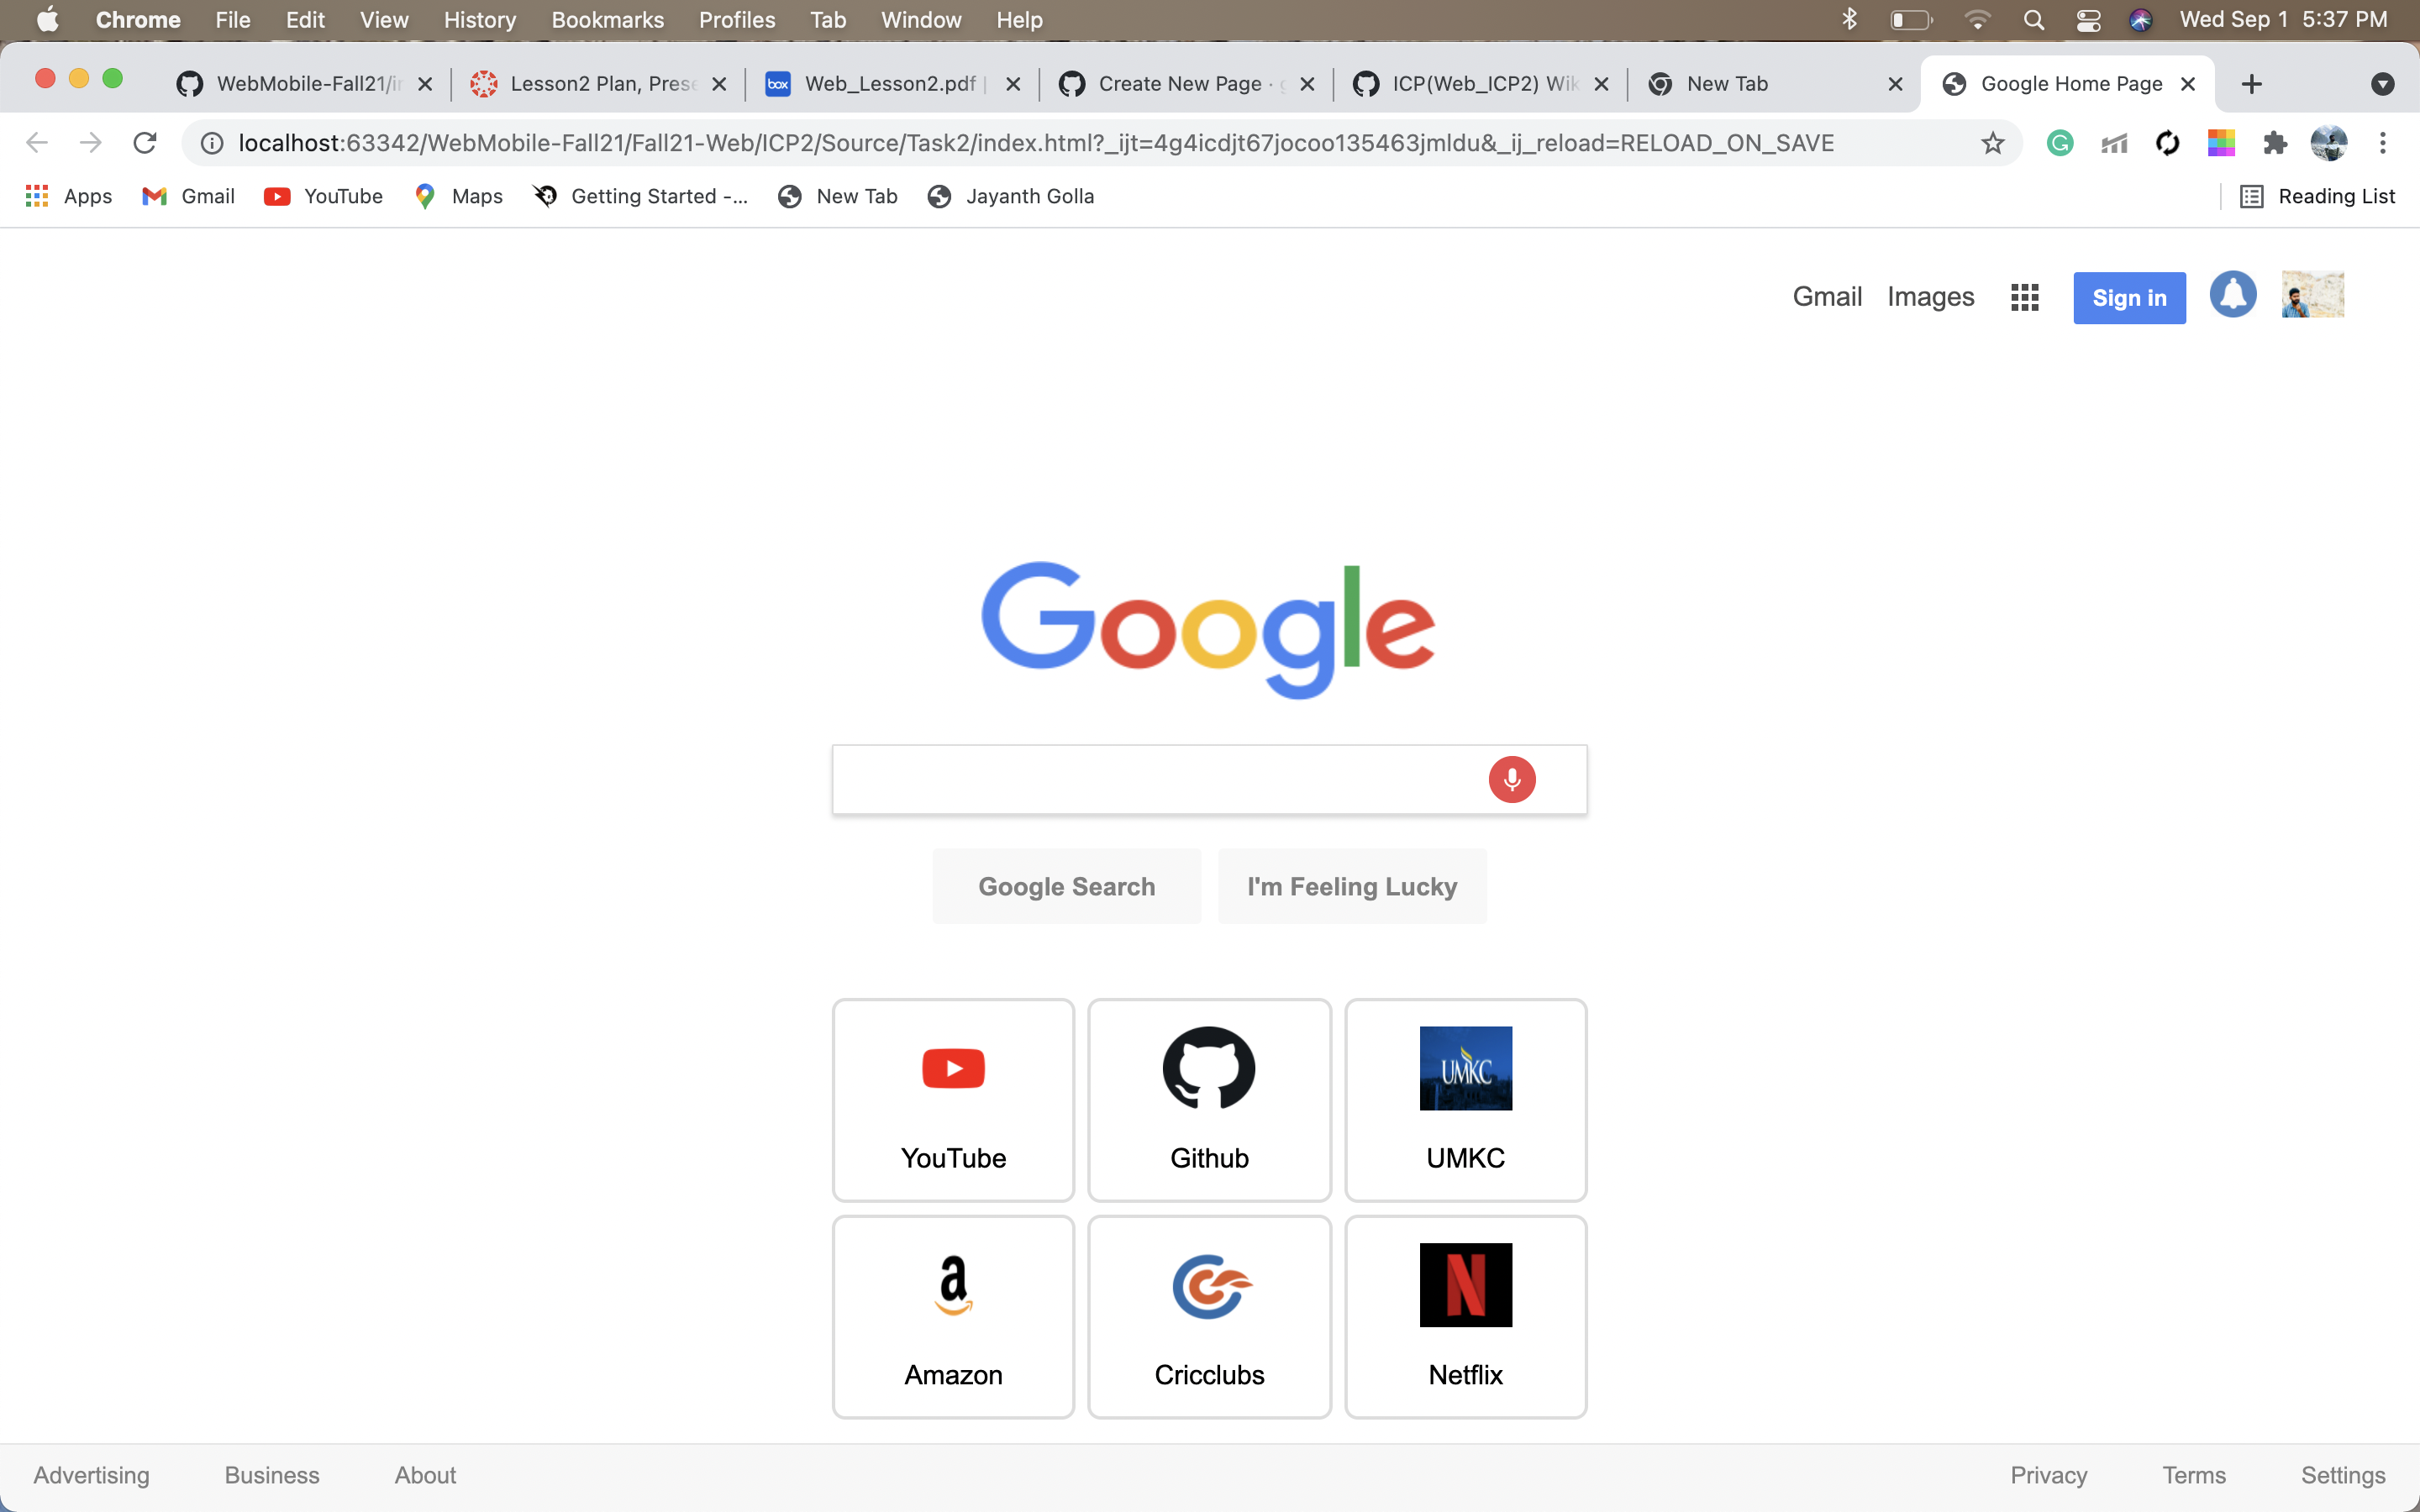 Chrome File Edit View History Bookmarks Profiles Tab Window Help Wed Sep 1 5:37 PM
WebMobile-Fall21/ir Lesson2 Plan, Prese box Web_Lesson2.pdf | Create New Page · g ICP(Web_ICP2) Wik New Tab Google Home Page
localhost:63342/WebMobile-Fall21/Fall21-Web/ICP2/Source/Task2/index.html?_ijt=4g4icdjt67jocoo135463jmldu&_ij_reload=RELOAD_ON_SAVE
Apps Gmail YouTube Maps Getting Started -... New Tab Jayanth Golla Reading List
Gmail Images Sign in
Google
Google Search I'm Feeling Lucky
UMKC
YouTube Github UMKC
Amazon Cricclubs Netflix
Advertising Business About Privacy Terms Settings